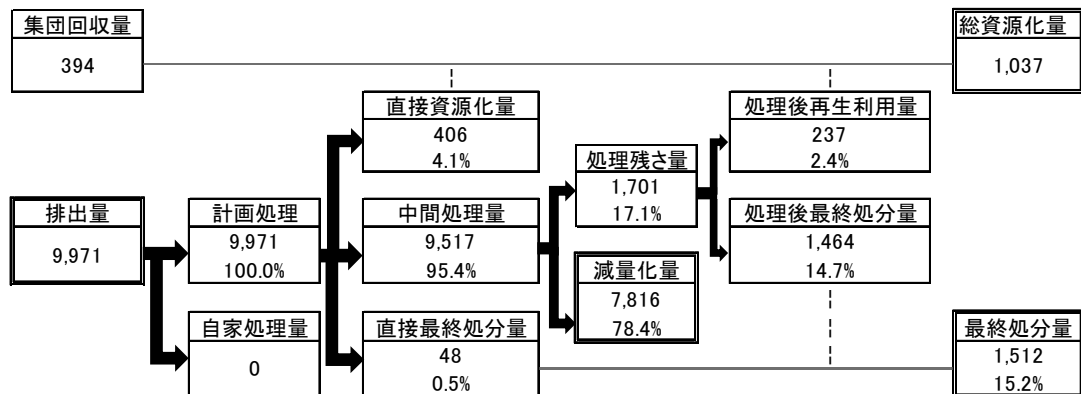 集団回収量
394
総資源化量
1,037
直接資源化量
406
4.1%
処理後再生利用量
237
2.4%
処理残さ量
1,701
17.1%
排出量
9,971
計画処理
9,971
100.0%
中間処理量
9,517
95.4%
処理後最終処分量
1,464
14.7%
減量化量
7,816
78.4%
自家処理量
0
直接最終処分量
48
0.5%
最終処分量
1,512
15.2%